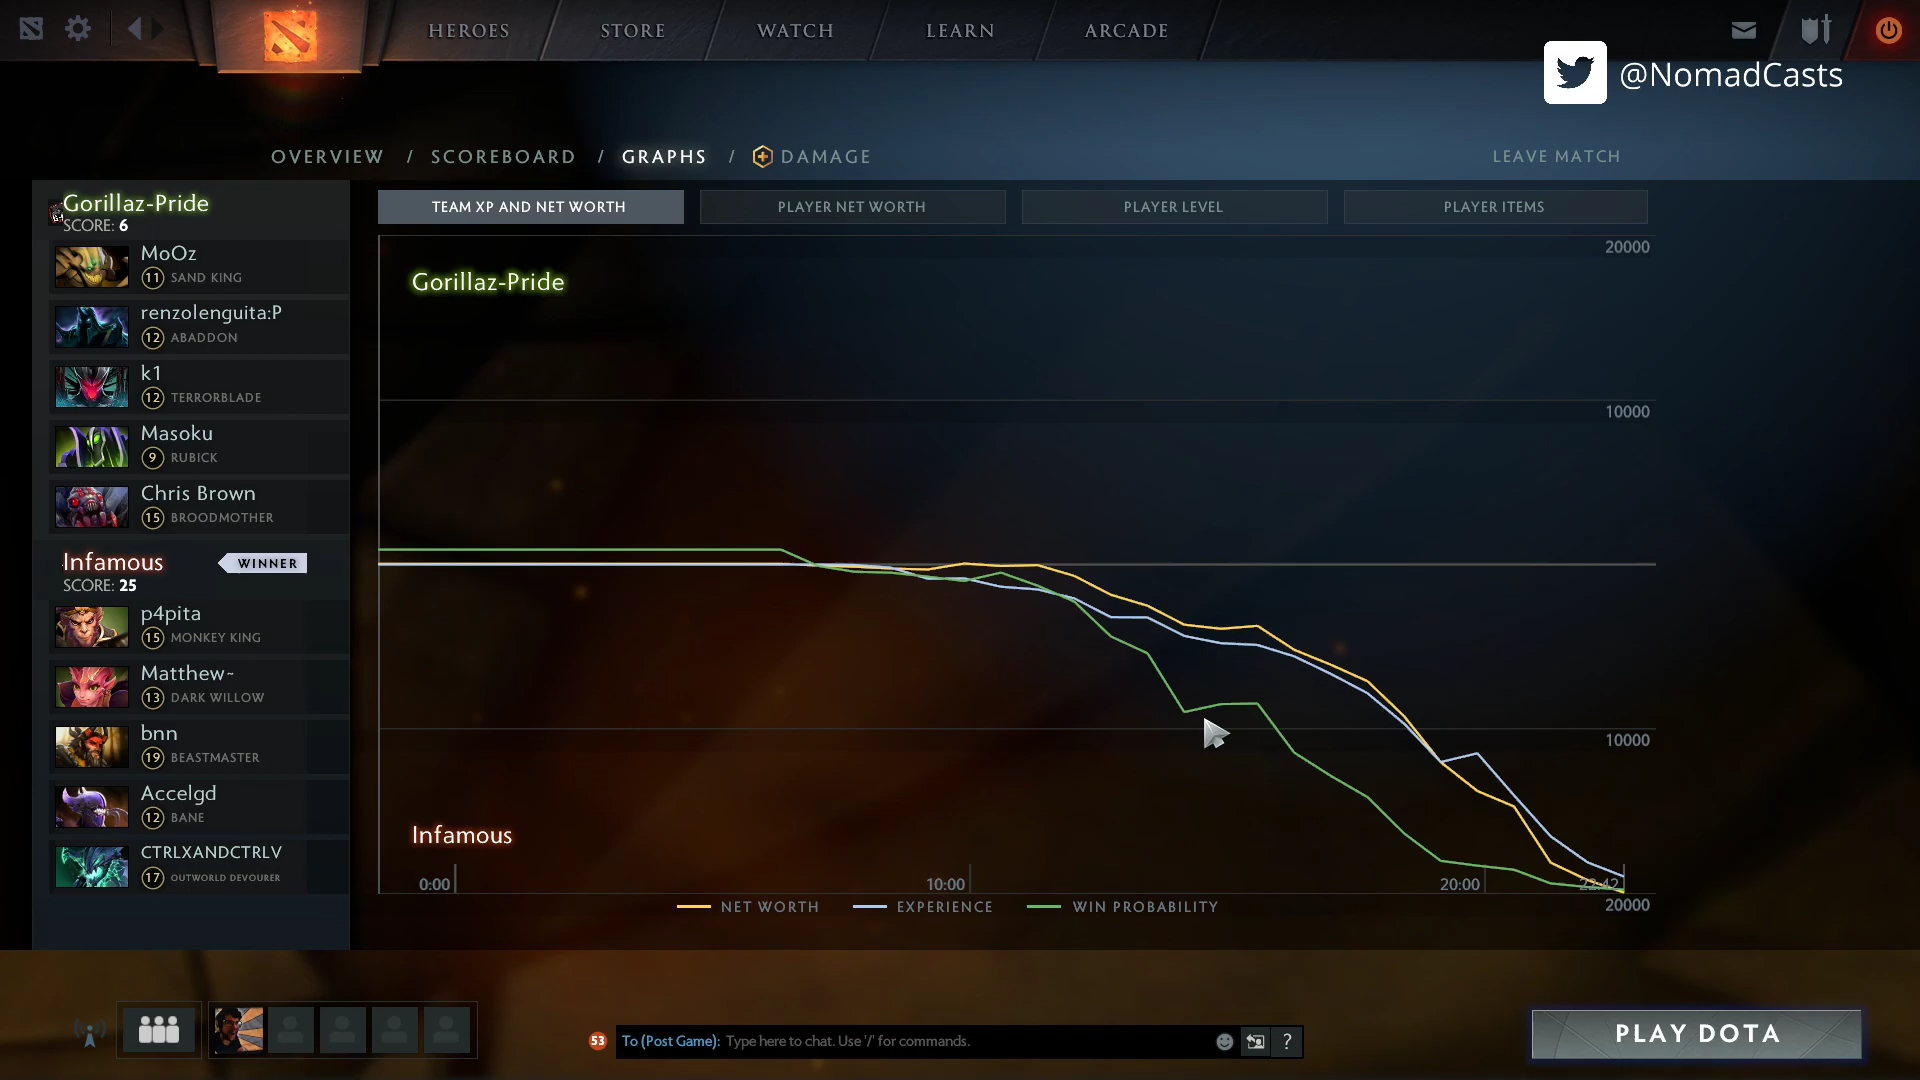 HEROES
STORE
WATCH
LEARN
ARCADE
@NomadCasts
OVERVIEW / SCOREBOARD / GRAPHS / DAMAGE
LEAVE MATCH
Gorillaz-Pride
SCORE: 6
MoOz
11 SAND KING
renzolenguita:P
12 ABADDON
k1
12 TERRORBLADE
Masoku
9 RUBICK
Chris Brown
15 BROODMOTHER
Infamous
WINNER
SCORE: 25
p4pita
15 MONKEY KING
Matthew~
13 DARK WILLOW
bnn
19 BEASTMASTER
Accelgd
12 BANE
CTRLXANDCTRLV
17 OUTWORLD DEVOURER
TEAM XP AND NET WORTH
PLAYER NET WORTH
PLAYER LEVEL
PLAYER ITEMS
20000
Gorillaz-Pride
10000
10000
Infamous
0:00
10:00
20:00
22:42
20000
NET WORTH
EXPERIENCE
WIN PROBABILITY
53
To (Post Game): Type here to chat. Use '/' for commands.
?
PLAY DOTA